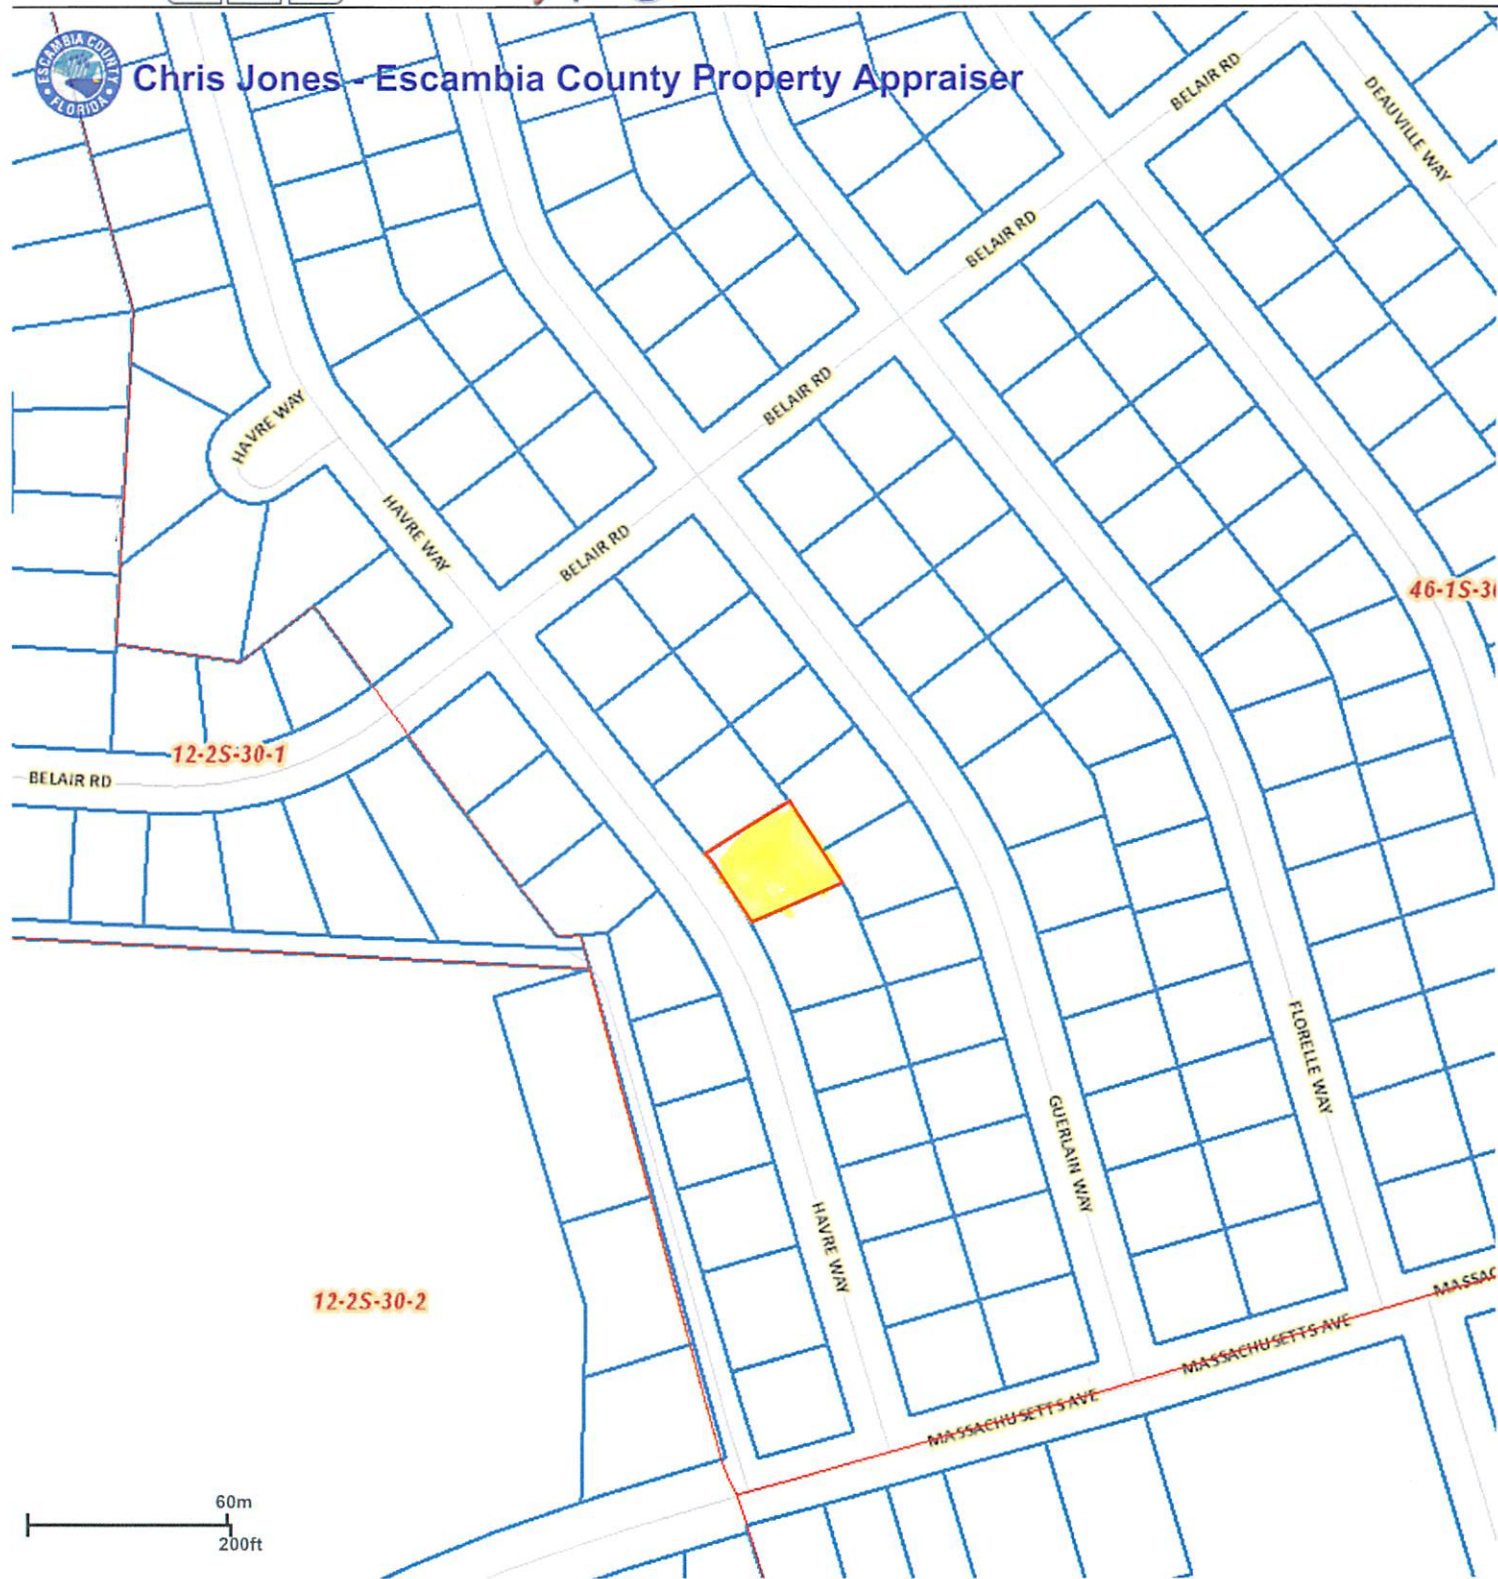 ESCAMBIA COUNTY
FLORIDA
Chris Jones - Escambia County Property Appraiser
BELAIR RD
DEAUVILLE WAY
BELAIR RD
BELAIR RD
HAVRE WAY
HAVRE WAY
BELAIR RD
46-1S-30
12-2S-30-1
BELAIR RD
FLORELLE WAY
GUERLAIN WAY
HAVRE WAY
12-2S-30-2
MASSAC
MASSACHUSETTS AVE
MASSACHUSETTS AVE
60m
200ft